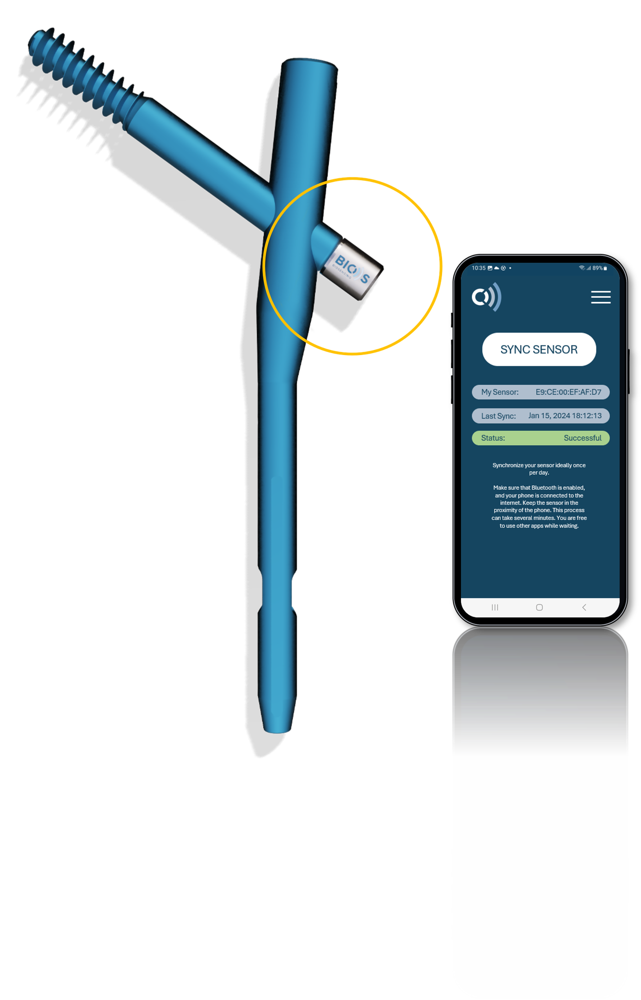 BIO S
BIOSENSING
10:35
89%
SYNC SENSOR
My Sensor: E9:CE:00:EF:AF:D7
Last Sync: Jan 15, 2024 18:12:13
Status: Successful
Synchronize your sensor ideally once
per day.
Make sure that Bluetooth is enabled,
and your phone is connected to the
internet. Keep the sensor in the
proximity of the phone. This process
can take several minutes. You are free
to use other apps while waiting.